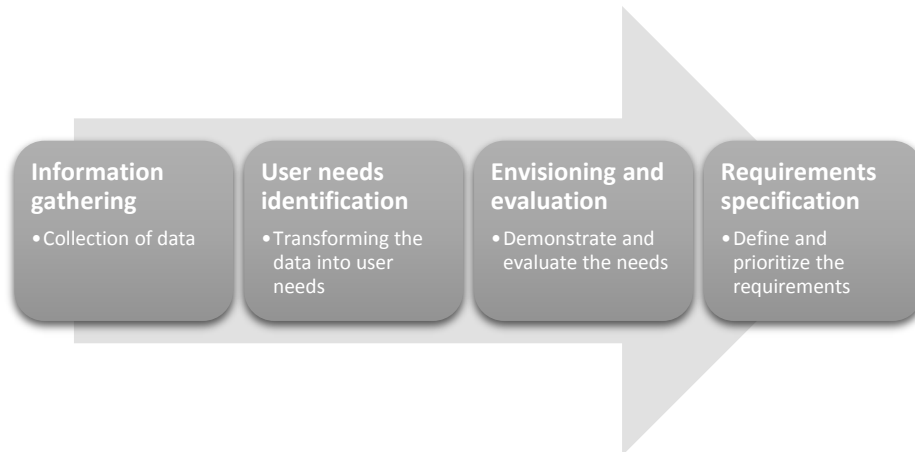 Information
gathering
•Collection of data
User needs
identification
•Transforming the
data into user
needs
Envisioning and
evaluation
•Demonstrate and
evaluate the needs
Requirements
specification
•Define and
prioritize the
requirements